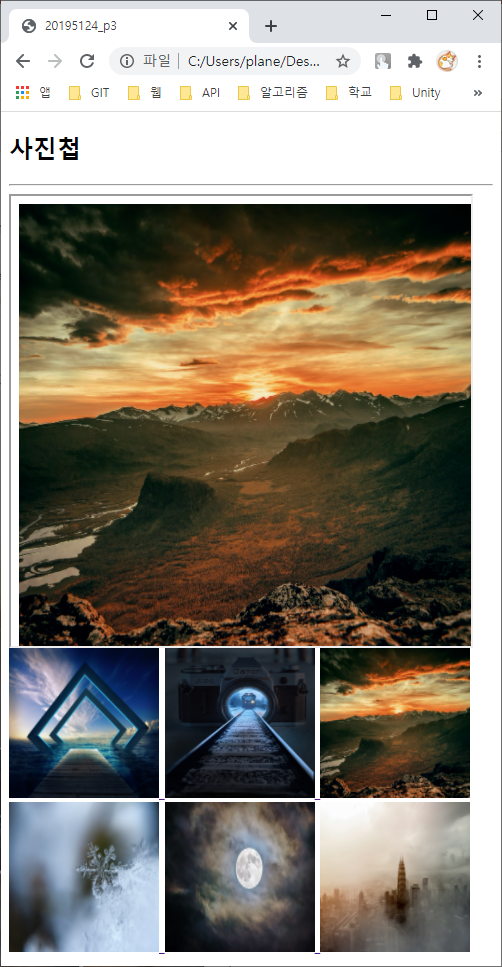 20195124_p3
파일 | C:/Users/plane/Des...
앱 GIT 웹 API 알고리즘 학교 Unity »
사진첩